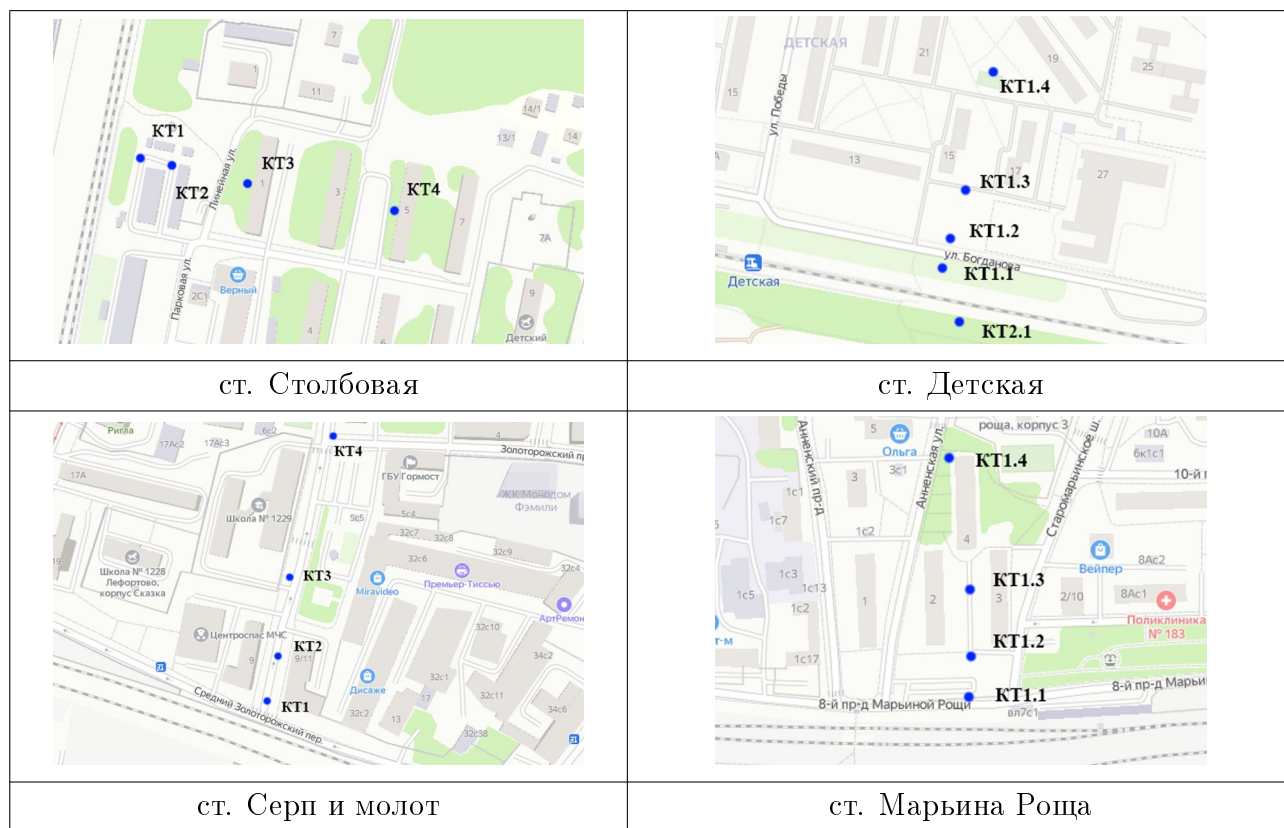 7
1
11
14/1
13/1
14
КТ1
КТ2
Линейная ул.
КТ3
1
3
КТ4
5
7
7А
Парковая ул.
2С1
Верный
4
9
Детский
ст. Столбовая
ДЕТСКАЯ
21
19
25
15
ул. Победы
КТ1.4
13
15
17
27
КТ1.3
КТ1.2
ул. Богданова
КТ1.1
Детская
КТ2.1
ст. Детская
Ригла
17Ас2
17Ас3
6с2
4
КТ4
Золоторожский пр
17А
ГБУ Гормост
ЖК Монодом
Фэмили
Школа № 1229
5с4
5с5
32с7
32с8
32с6
32с9
32с4
19
Школа № 1228
Лефортово,
корпус Сказка
КТ3
Miravideo
Премьер-Тиссью
АртРемон
Центроспас МЧС
КТ2
9
9/11
32с10
34с2
32с1
32с11
Дисаже
Средний Золоторожский пер.
КТ1
17
13
32с2
34с6
32с38
ст. Серп и молот
Анненский пр-д
5
Ольга
Анненская ул.
роща, корпус 3
Старомарьинское ш.
10А
6к1с1
3с1
3
КТ1.4
10-й п
1с1
1с7
1с2
4
Вейпер
8Ас2
1с3
1с13
1с5
1с2
1
2
3
КТ1.3
2/10
8Ас1
Поликлиника
№ 183
т-м
1с17
КТ1.2
КТ1.1
8-й пр-д Марьиной Рощи
вл7с1
8-й пр-д Марьи
ст. Марьина Роща